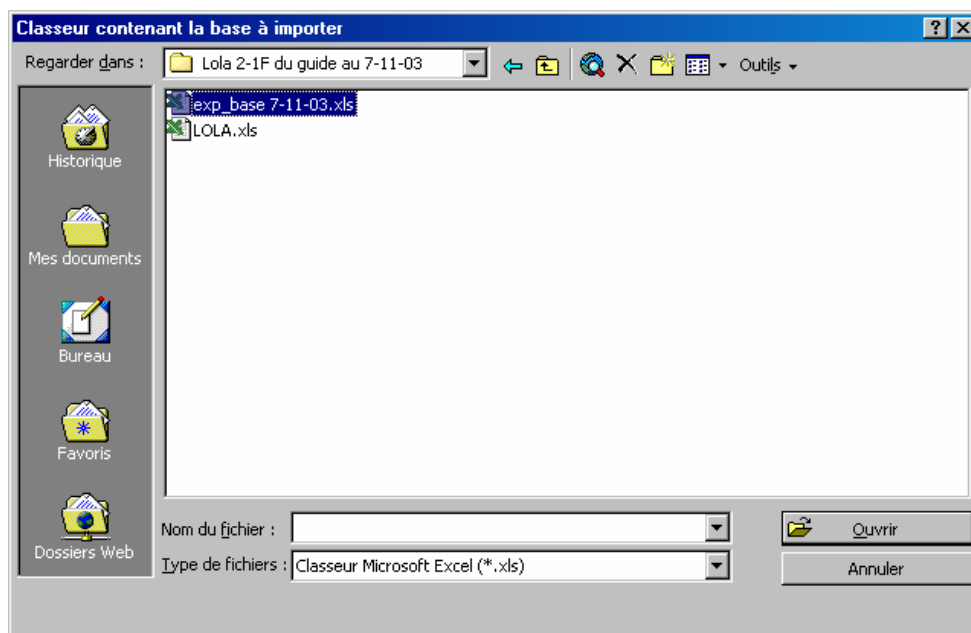 Classeur contenant la base à importer
Regarder dans :
Lola 2-1F du guide au 7-11-03
Outils
exp_base 7-11-03.xls
LOLA.xls
Historique
Mes documents
Bureau
Favoris
Dossiers Web
Nom du fichier :
Ouvrir
Type de fichiers : Classeur Microsoft Excel (*.xls)
Annuler